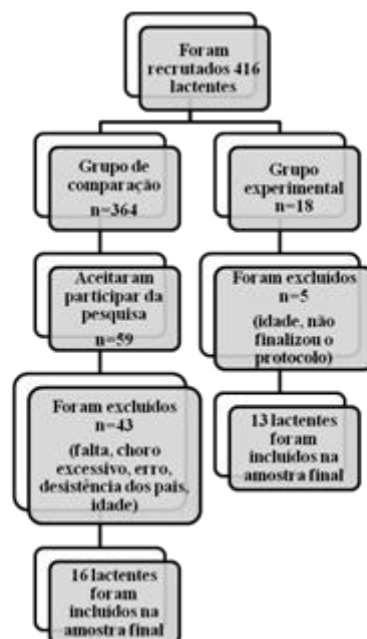 Foram
recrutados 416
lactentes
Grupo de
comparação
n=364
Aceitaram
participar da
pesquisa
n=59
Foram excluídos
n=43
(falta, choro
excessivo, erro,
desistência dos pais,
idade)
16 lactentes
foram
incluídos na
amostra final
Grupo
experimental
n=18
Foram excluídos
n=5
(idade, não
finalizou o
protocolo)
13 lactentes
foram
incluídos na
amostra final